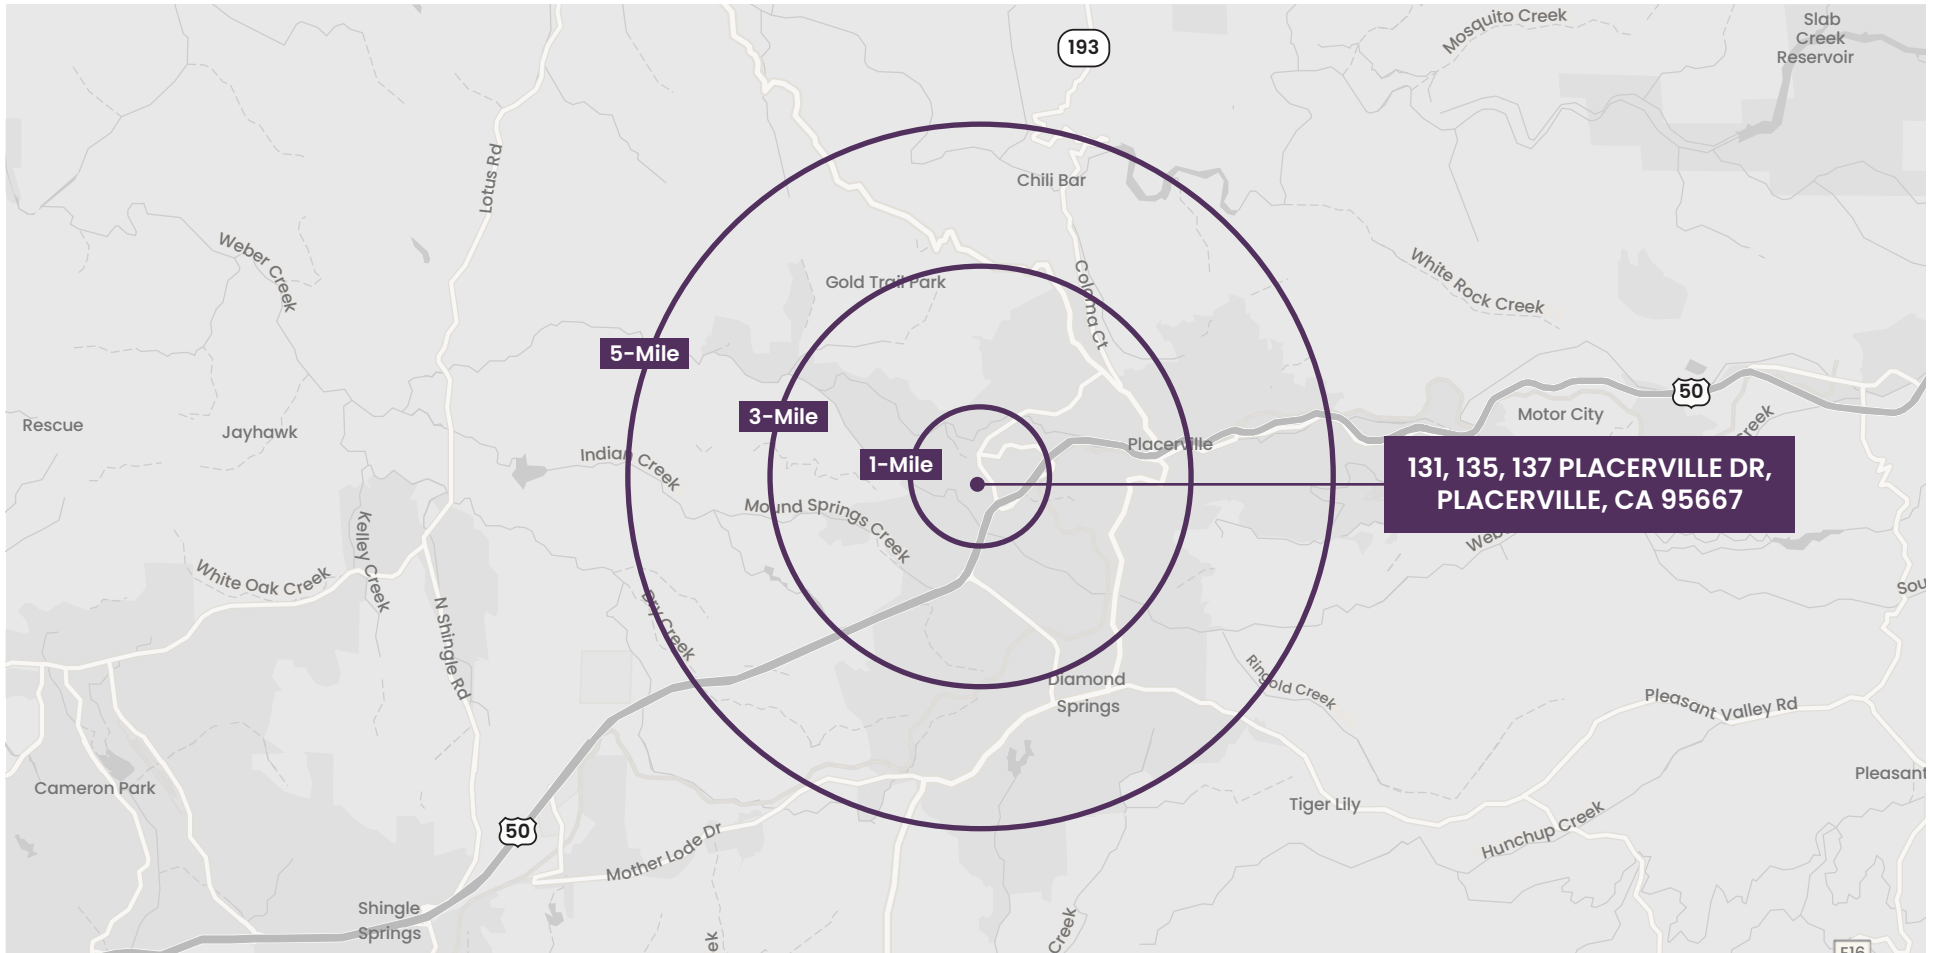 193
Mosquito Creek
Slab
Creek
Reservoir
Lotus Rd
Chili Bar
Weber Creek
White Rock Creek
Gold Trail Park
Coloma Ct
5-Mile
50
3-Mile
Rescue
Jayhawk
Motor City
Creek
Indian Creek
1-Mile
Placerville
131, 135, 137 PLACERVILLE DR,
PLACERVILLE, CA 95667
Mound Springs Creek
Kelley Creek
White Oak Creek
N Shingle Rd
Dry Creek
Diamond
Springs
Ringold Creek
Pleasant Valley Rd
Cameron Park
Pleasant
Tiger Lily
Hunchup Creek
50
Mother Lode Dr
Shingle
Springs
Creek